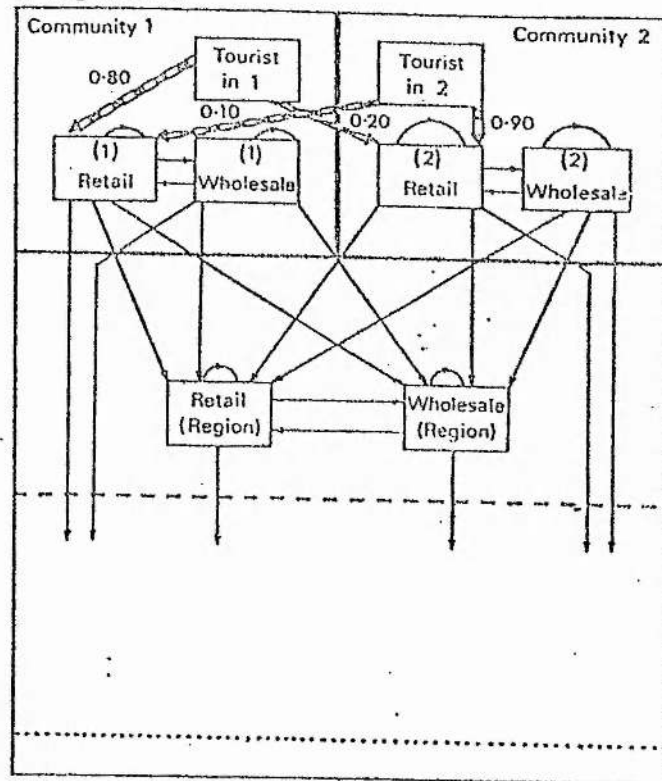 Community 1
Community 2
Tourist
in 1
Tourist
in 2
0·80
0·10
0·20
0·90
(1)
Retail
(1)
Wholesale
(2)
Retail
(2)
Wholesale
Retail
(Region)
Wholesale
(Region)